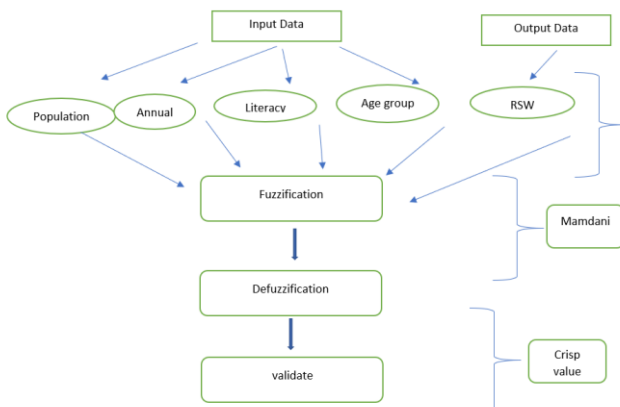 Input Data
Output Data
Population
Annual
Literacy
Age group
RSW
Fuzzification
Mamdani
Defuzzification
Crisp
value
validate